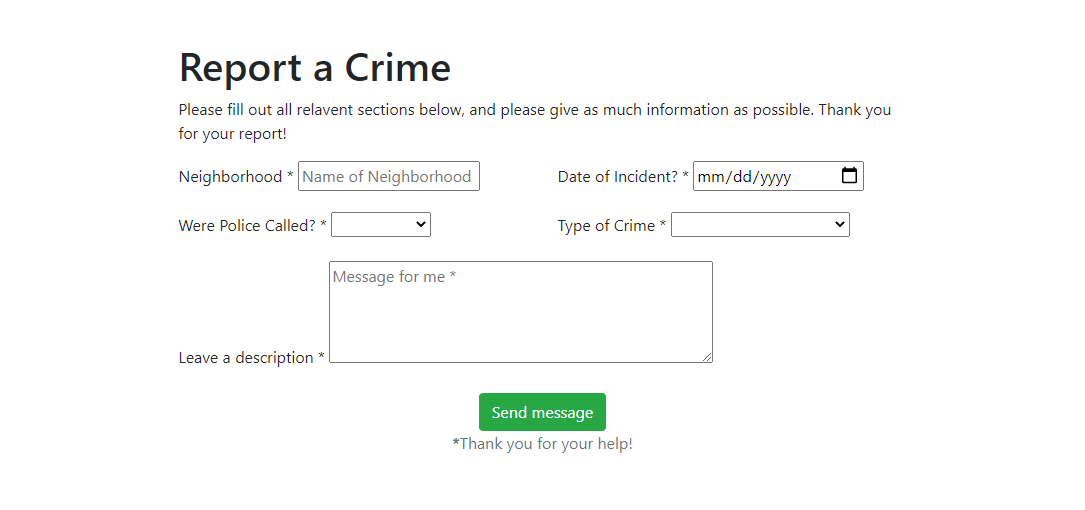 Report a Crime
Please fill out all relavent sections below, and please give as much information as possible. Thank you
for your report!
Neighborhood * Name of Neighborhood Date of Incident? * mm/dd/yyyy
Were Police Called? * Type of Crime *
Message for me *
Leave a description *
Send message
*Thank you for your help!